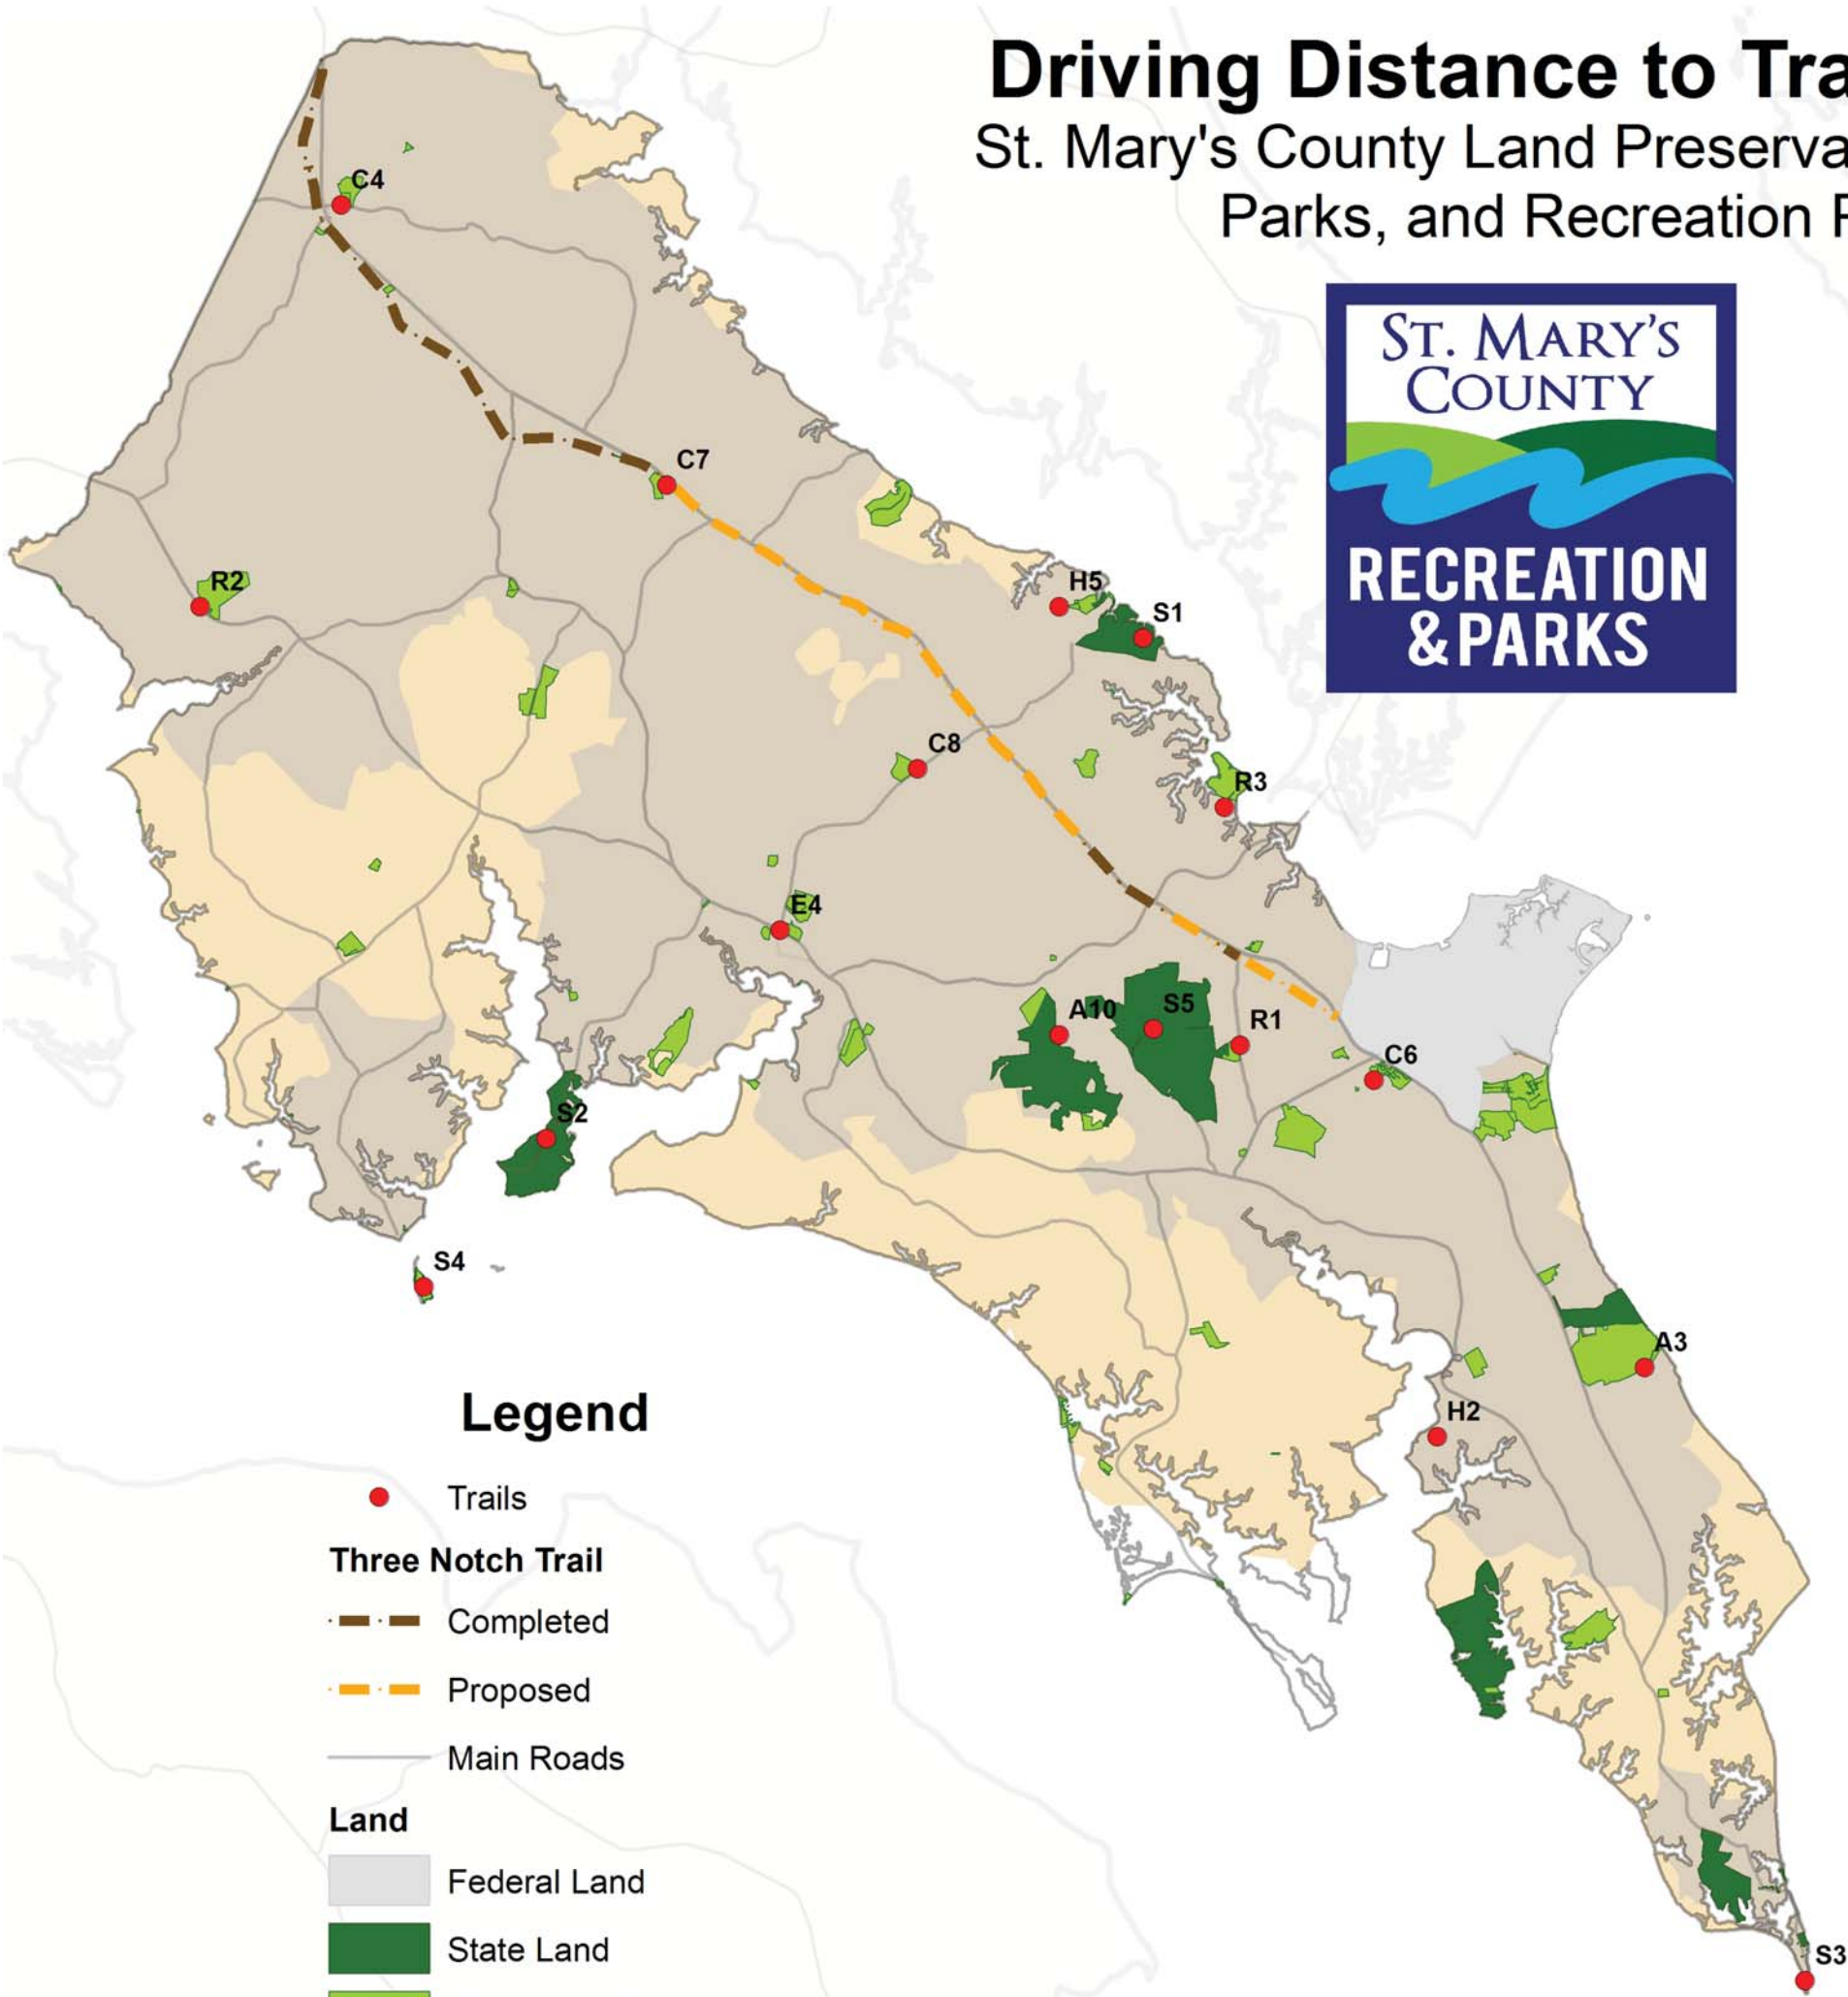 Driving Distance to Tra
St. Mary's County Land Preserva
Parks, and Recreation P
ST. MARY'S
COUNTY
RECREATION
& PARKS
C4
C7
R2
H5
S1
C8
R3
E4
A10
S5
R1
C6
S2
S4
A3
H2
S3
Legend
Trails
Three Notch Trail
Completed
Proposed
Main Roads
Land
Federal Land
State Land